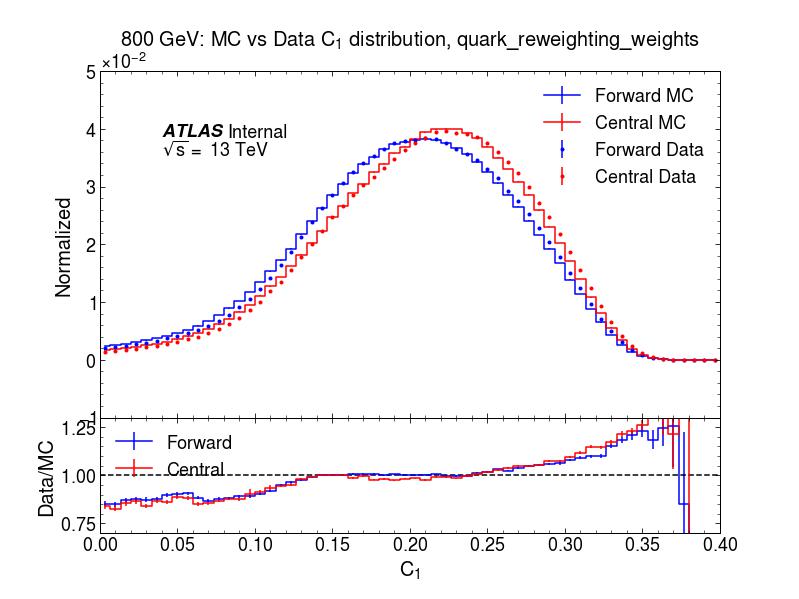 800 GeV: MC vs Data C₁ distribution, quark_reweighting_weights
×10⁻²
5
4
3
2
1
0
−1
Normalized
ATLAS Internal
√s = 13 TeV
Forward MC
Central MC
Forward Data
Central Data
1.25
1.00
0.75
Data/MC
Forward
Central
0.00 0.05 0.10 0.15 0.20 0.25 0.30 0.35 0.40
C₁